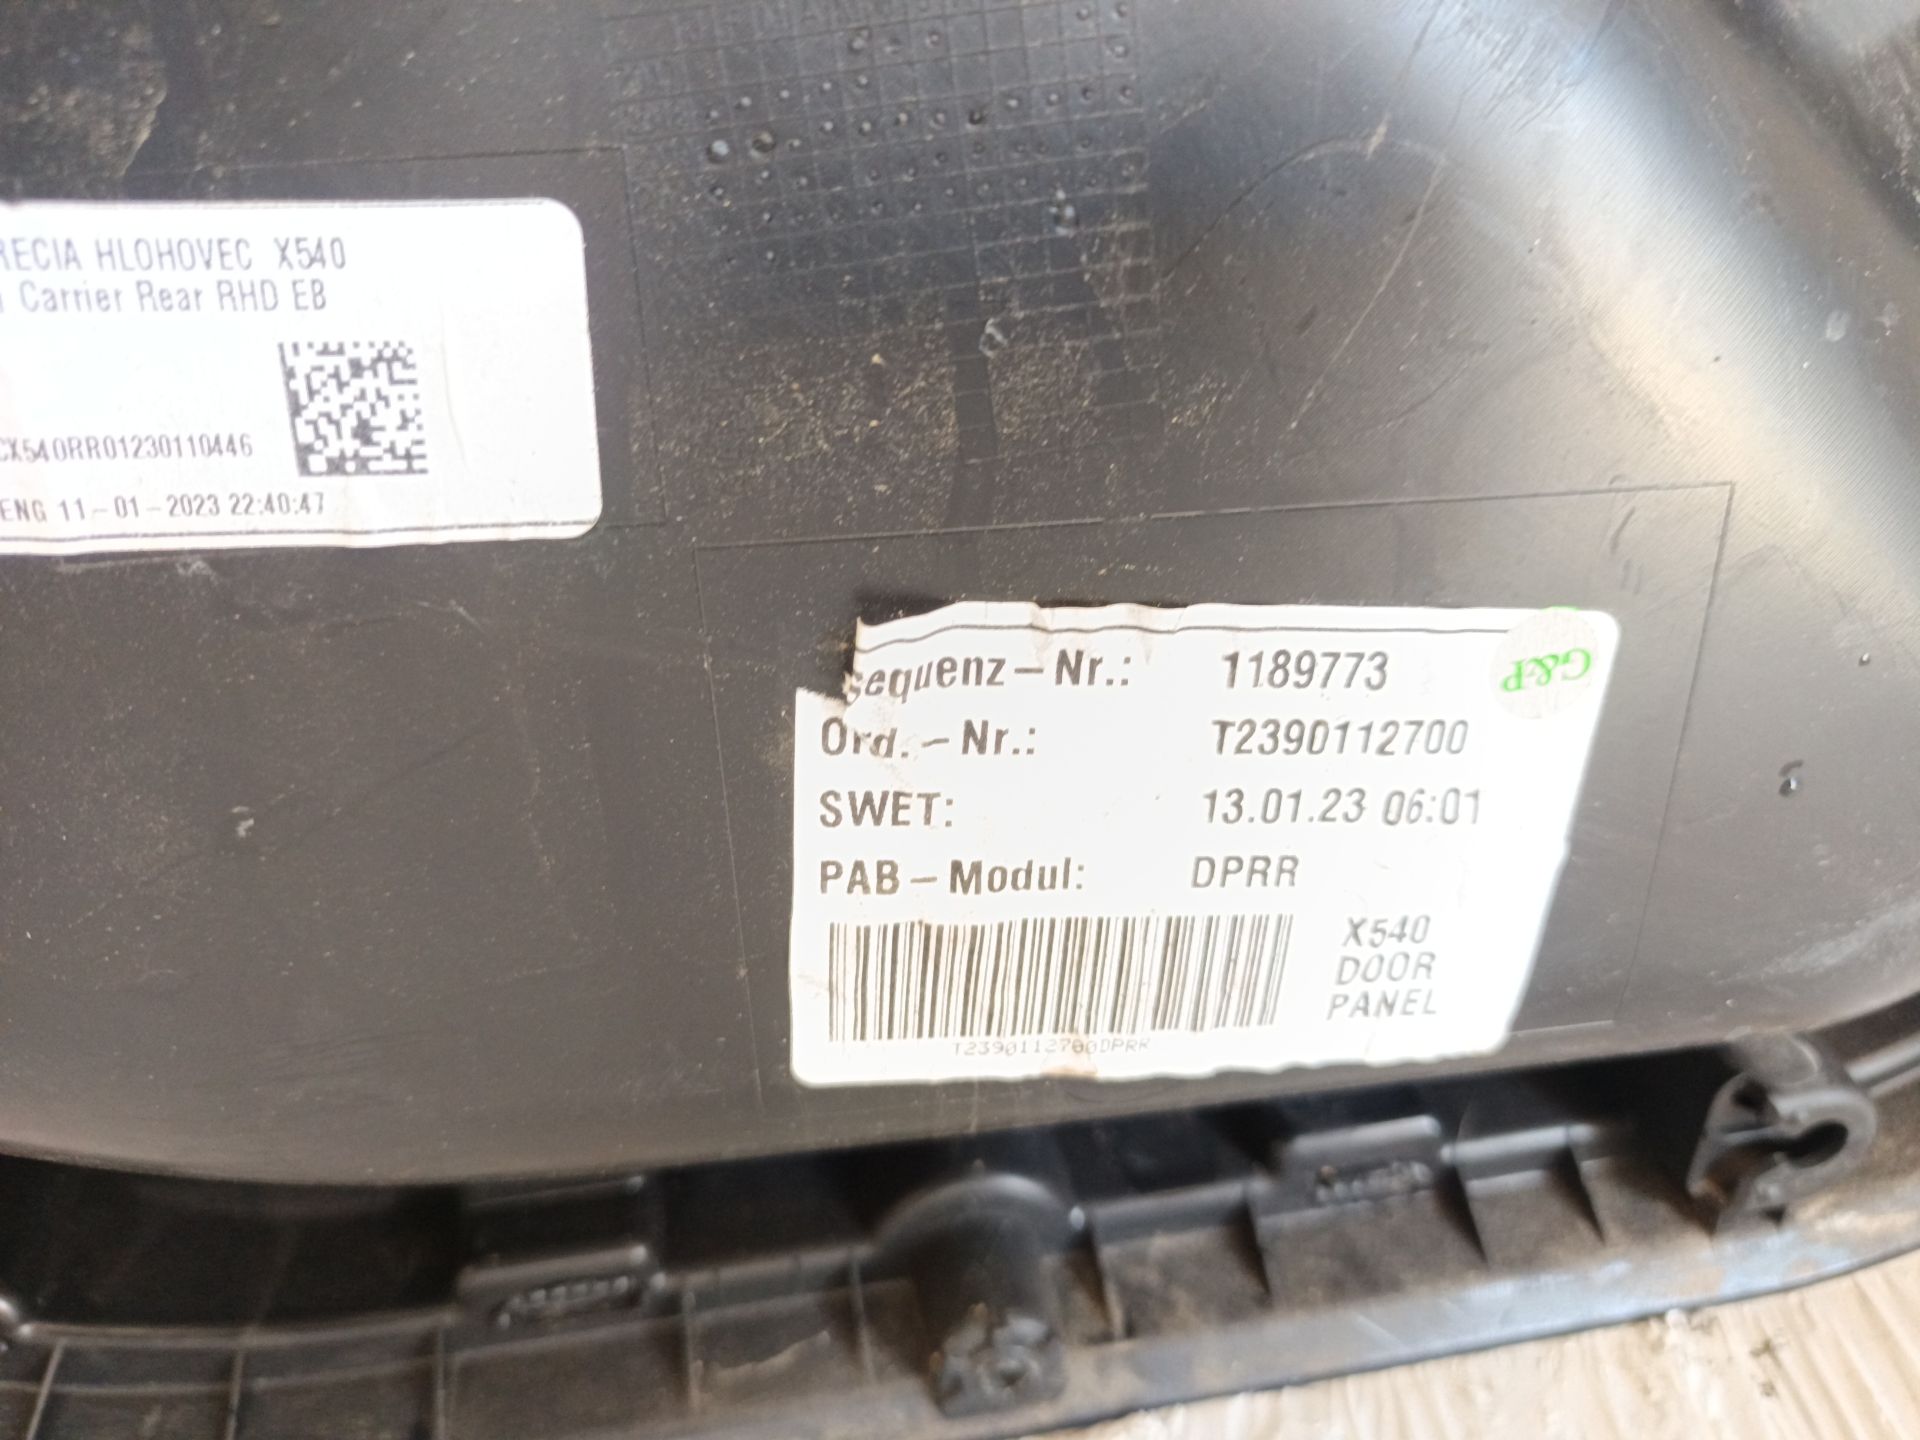 RECIA HLOHOVEC X540
Carrier Rear RHD EB
CX540RR01230110446
ENG 11-01-2023 22:40:47
sequenz-Nr.: 1189773
G&P
Ord.-Nr.: T2390112700
SWET: 13.01.23 06:01
PAB-Modul: DPRR
X540
DOOR
PANEL
T2390112700DPRR